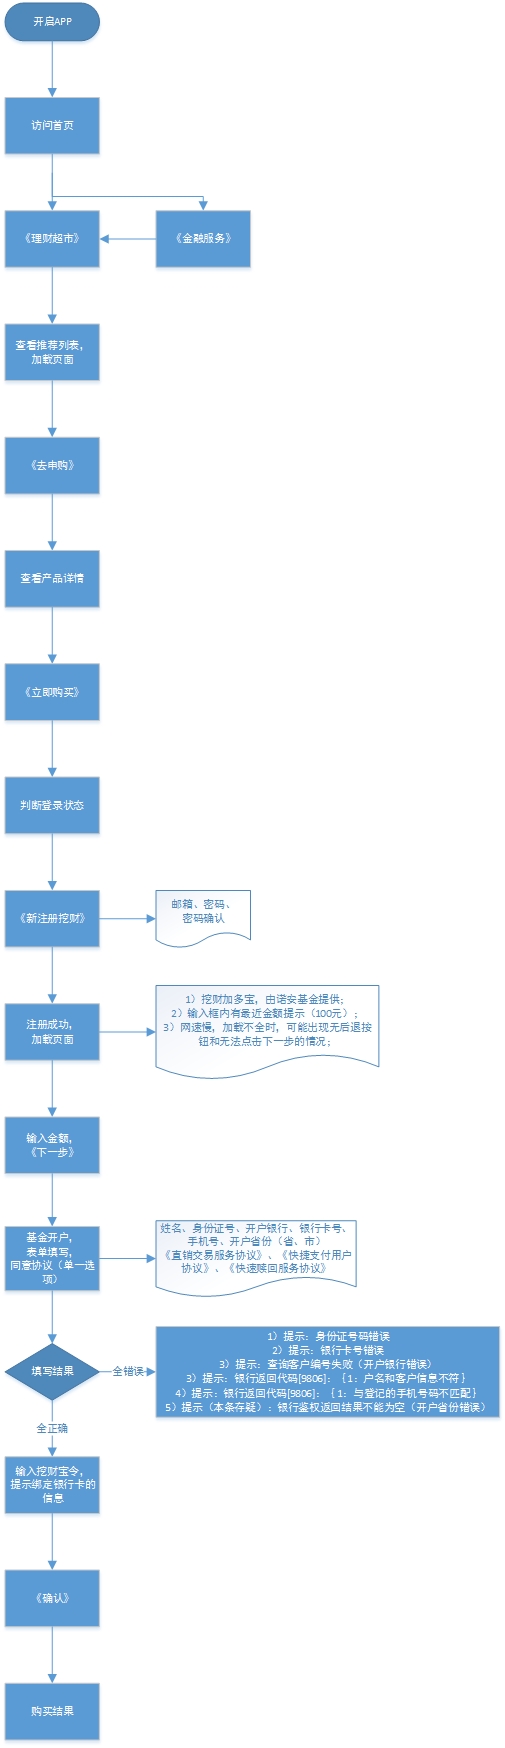 开启APP
访问首页
《理财超市》
《金融服务》
查看推荐列表，
加载页面
《去申购》
查看产品详情
《立即购买》
判断登录状态
《新注册挖财》
邮箱、密码、
密码确认
注册成功，
加载页面
1）挖财加多宝，由诺安基金提供；
2）输入框内有最近金额提示（100元）；
3）网速慢，加载不全时，可能出现无后退按
钮和无法点击下一步的情况；
输入金额，
《下一步》
基金开户，
表单填写，
同意协议（单一选
项）
姓名、身份证号、开户银行、银行卡号、
手机号、开户省份（省、市）
《直销交易服务协议》、《快捷支付用户
协议》、《快速赎回服务协议》
填写结果
全错误
1）提示：身份证号码错误
2）提示：银行卡号错误
3）提示：查询客户编号失败（开户银行错误）
3）提示：银行返回代码[9806]：｛1：户名和客户信息不符｝
4）提示：银行返回代码[9806]：｛1：与登记的手机号码不匹配｝
5）提示（本条存疑）：银行鉴权返回结果不能为空（开户省份错误）
全正确
输入挖财宝令，
提示绑定银行卡的
信息
《确认》
购买结果